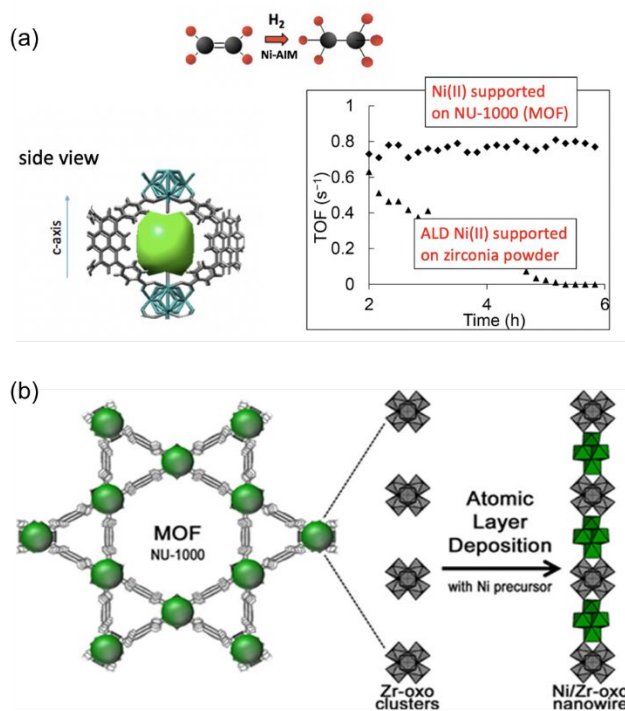 (a)
H₂
Ni-AIM
side view
c-axis
Ni(II) supported
on NU-1000 (MOF)
ALD Ni(II) supported
on zirconia powder
TOF (s⁻¹)
1
0.8
0.6
0.4
0.2
0
2
4
6
Time (h)
(b)
MOF
NU-1000
Atomic
Layer
Deposition
with Ni precursor
Zr-oxo
clusters
Ni/Zr-oxo
nanowire